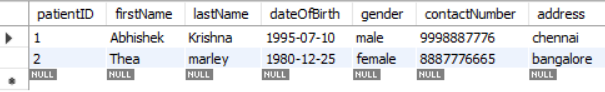 patientID firstName lastName dateOfBirth gender contactNumber address
1 Abhishek Krishna 1995-07-10 male 9998887776 chennai
2 Thea marley 1980-12-25 female 8887776665 bangalore
NULL NULL NULL NULL NULL NULL NULL